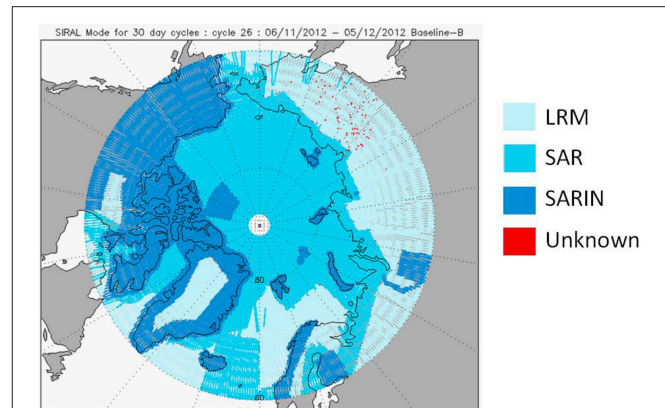 SIRAL Mode for 30 day cycles : cycle 26 : 06/11/2012 – 05/12/2012 Baseline-B
LRM
SAR
SARIN
Unknown
80
60